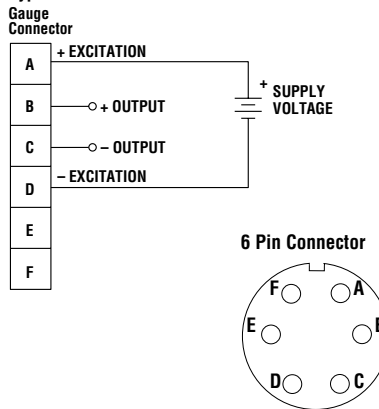 Gauge
Connector
A
+ EXCITATION
+
SUPPLY
VOLTAGE
B
+ OUTPUT
C
– OUTPUT
D
– EXCITATION
E
F
6 Pin Connector
F
A
E
D
C